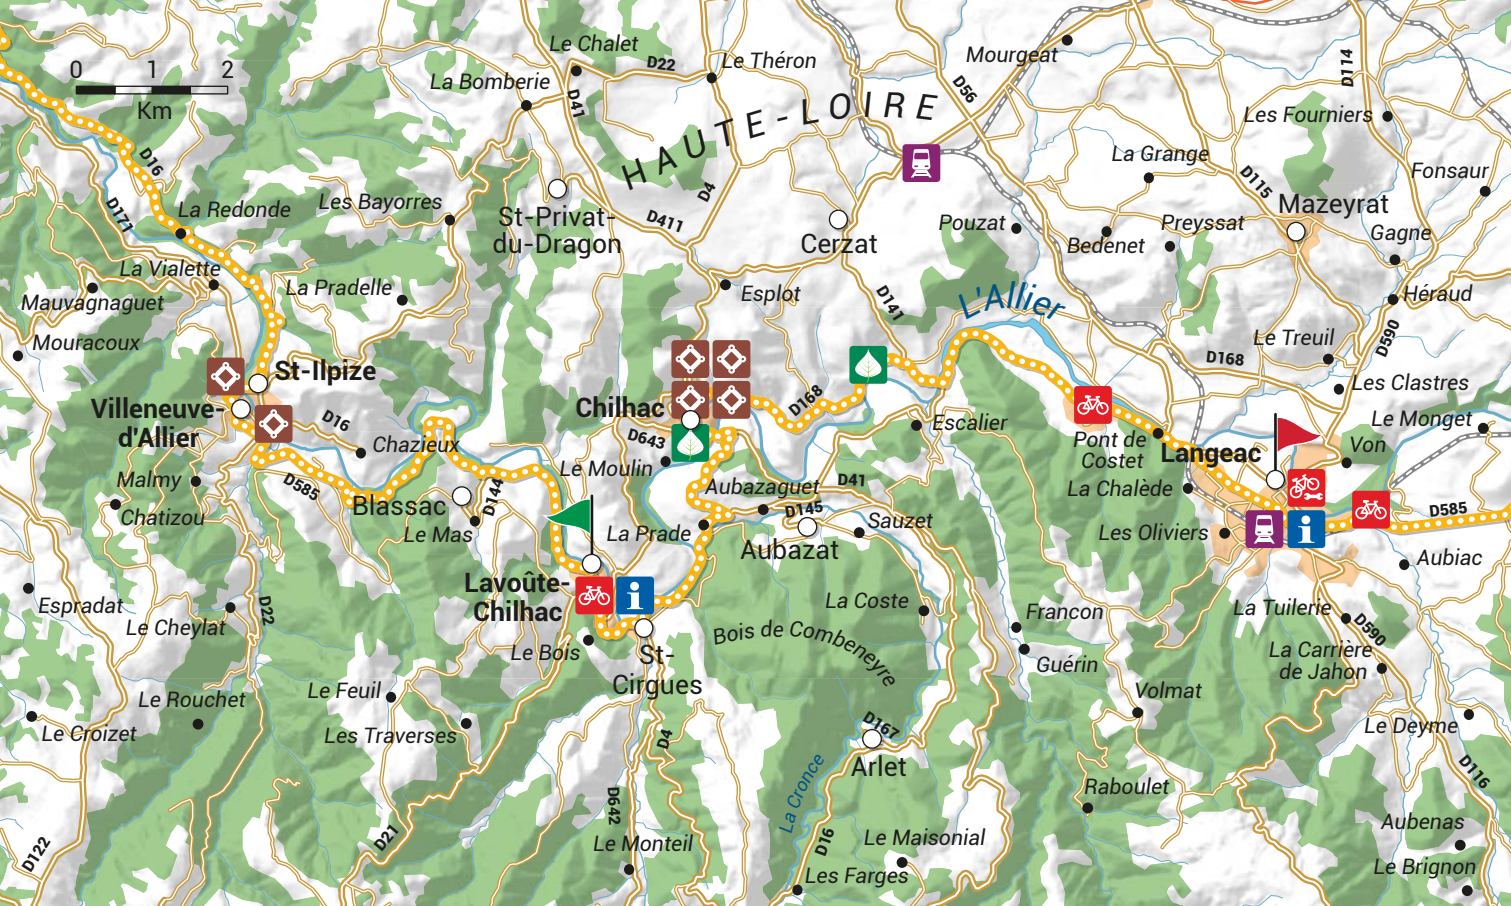 0 1 2
Km
Le Chalet
D22
Le Théron
Mourgeat
D114
La Bomberie
D41
D56
HAUTE-LOIRE
Les Fourniers
D16
La Grange
D115
Fonsaur
D171
La Redonde
Les Bayorres
St-Privat-
du-Dragon
D411
D4
Cerzat
Pouzat
Bedenet
Preyssat
Mazeyrat
Gagne
La Vialette
Mauvagnaguet
La Pradelle
Esplot
D141
L'Allier
Héraud
Mouracoux
Le Treuil
D590
D168
St-Ilpize
Les Clastres
Villeneuve-
d'Allier
D16
Chilhac
D168
Le Monget
Escalier
Chazieux
D643
Le Moulin
Pont de
Costet
Langeac
Von
Malmy
D585
Blassac
D144
Aubazaguet
D41
La Chalède
Chatizou
Le Mas
La Prade
D145
Sauzet
Les Oliviers
D585
Aubazat
Aubiac
Lavoûte-
Chilhac
Espradat
D22
Le Cheylat
La Coste
Francon
La Tuilerie
D590
Bois de Combeneyre
Le Bois
St-
Cirgues
Guérin
La Carrière
de Jahon
Le Rouchet
Le Feuil
Volmat
Le Croizet
Les Traverses
D4
D167
Le Deyme
Arlet
La Cronce
D116
Raboulet
D642
D21
Le Monteil
D16
Le Maisonial
Aubenas
D122
Les Farges
Le Brignon